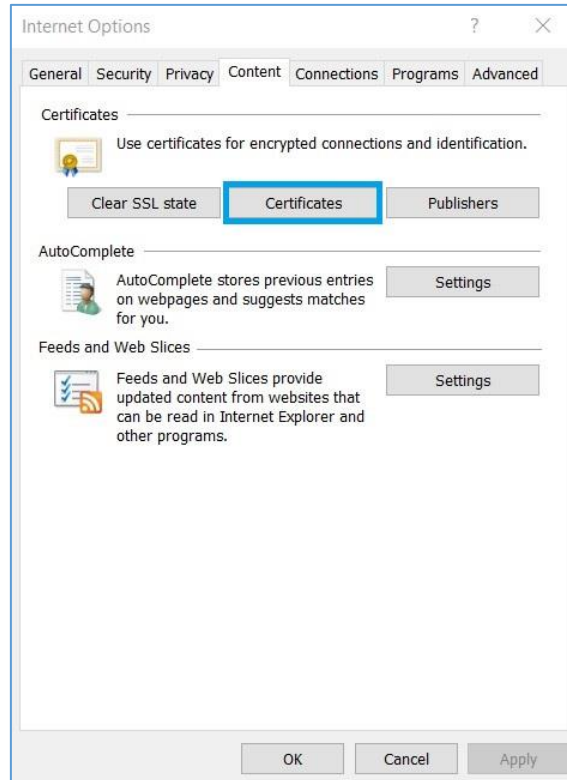 Internet Options ?
General Security Privacy Content Connections Programs Advanced
Certificates
Use certificates for encrypted connections and identification.
Clear SSL state Certificates Publishers
AutoComplete
AutoComplete stores previous entries
on webpages and suggests matches
for you.
Settings
Feeds and Web Slices
Feeds and Web Slices provide
updated content from websites that
can be read in Internet Explorer and
other programs.
Settings
OK Cancel Apply